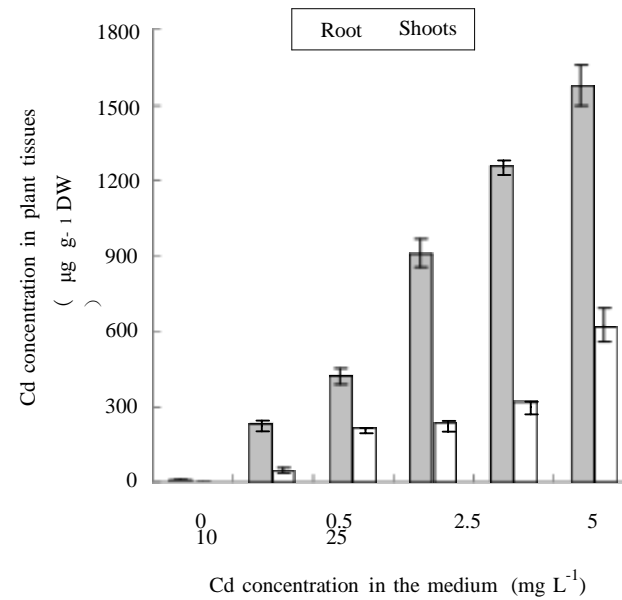 1800
Root Shoots
1500
1200
900
600
300
0
Cd concentration in plant tissues
( μg g-1 DW
)
0 0.5 2.5 5
10 25
Cd concentration in the medium (mg L-1)